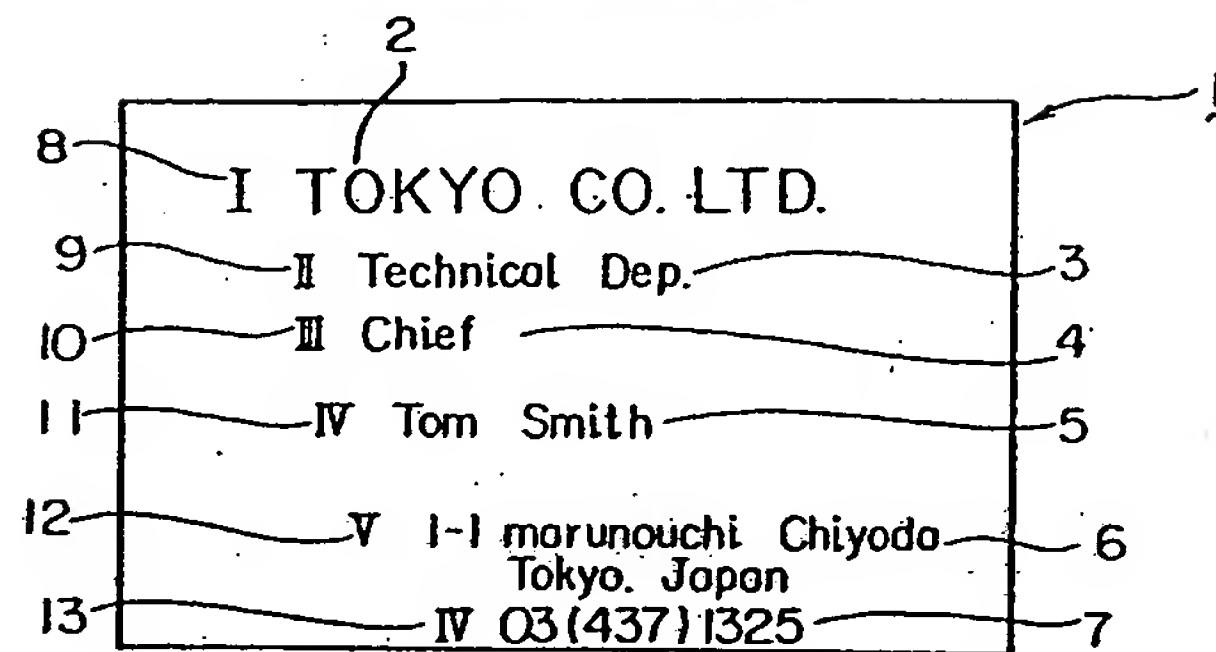 2
1
8 I TOKYO CO. LTD.
9 II Technical Dep. 3
10 III Chief 4
11 IV Tom Smith 5
12 V 1-1 marunouchi Chiyoda 6
Tokyo. Japan
13 IV 03(437)1325 7